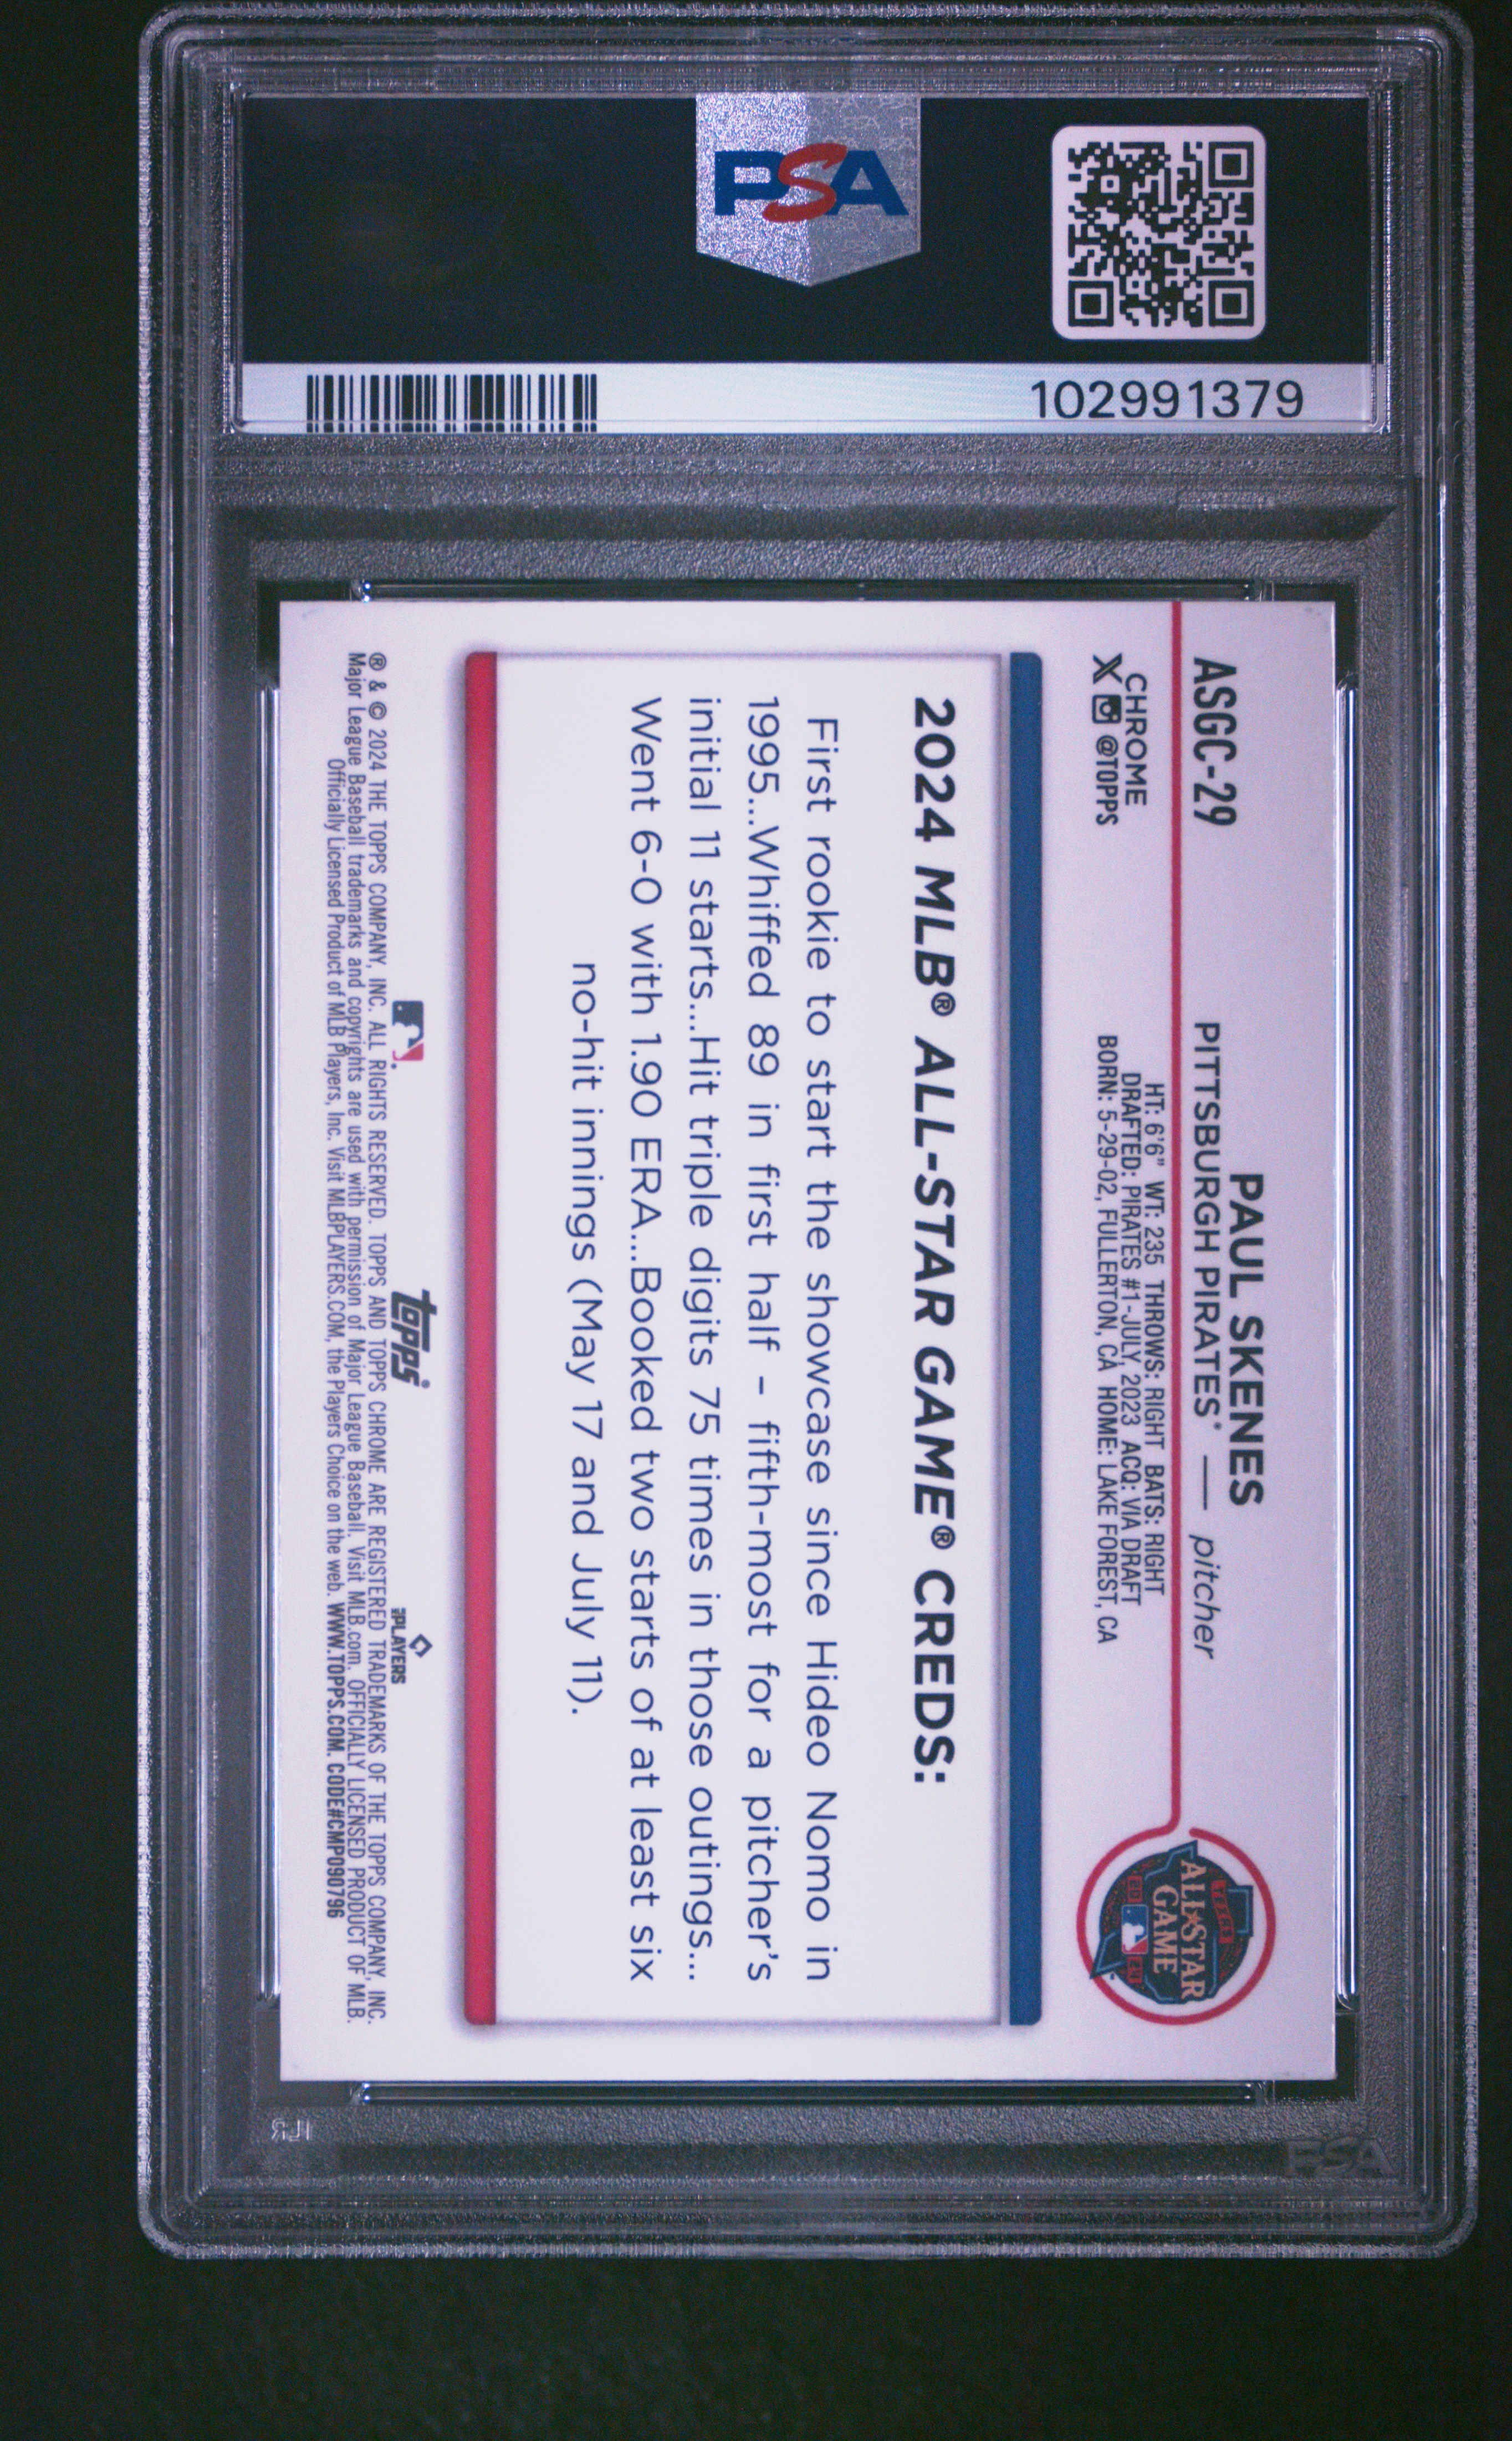 PSA
102991379
ASGC-29
PAUL SKENES
PITTSBURGH PIRATES® — pitcher
CHROME
X @TOPPS
HT: 6'6" WT: 235 THROWS: RIGHT BATS: RIGHT
DRAFTED: PIRATES #1-JULY, 2023 ACQ: VIA DRAFT
BORN: 5-29-02, FULLERTON, CA HOME: LAKE FOREST, CA
TEXAS
ALL★STAR
GAME
20 24
2024 MLB® ALL-STAR GAME® CREDS:
First rookie to start the showcase since Hideo Nomo in
1995...Whiffed 89 in first half – fifth-most for a pitcher's
initial 11 starts...Hit triple digits 75 times in those outings...
Went 6-0 with 1.90 ERA...Booked two starts of at least six
no-hit innings (May 17 and July 11).
topps®
PLAYERS
® & © 2024 THE TOPPS COMPANY, INC. ALL RIGHTS RESERVED. TOPPS AND TOPPS CHROME ARE REGISTERED TRADEMARKS OF THE TOPPS COMPANY, INC.
Major League Baseball trademarks and copyrights are used with permission of Major League Baseball. Visit MLB.com. OFFICIALLY LICENSED PRODUCT OF MLB.
Officially Licensed Product of MLB Players, Inc. Visit MLBPLAYERS.COM, the Players Choice on the web. WWW.TOPPS.COM. CODE#CMP090796
PSA